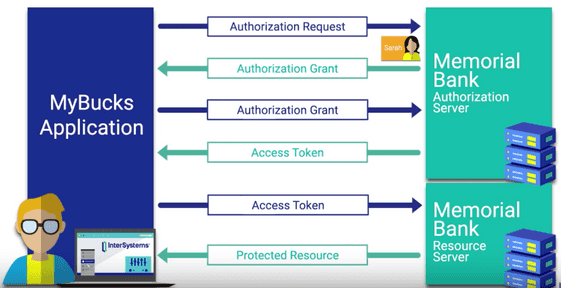 Authorization Request
Sarah
Authorization Grant
Memorial
Bank
Authorization
Server
MyBucks
Application
Authorization Grant
Access Token
Access Token
Memorial
Bank
Resource
Server
InterSystems
Protected Resource